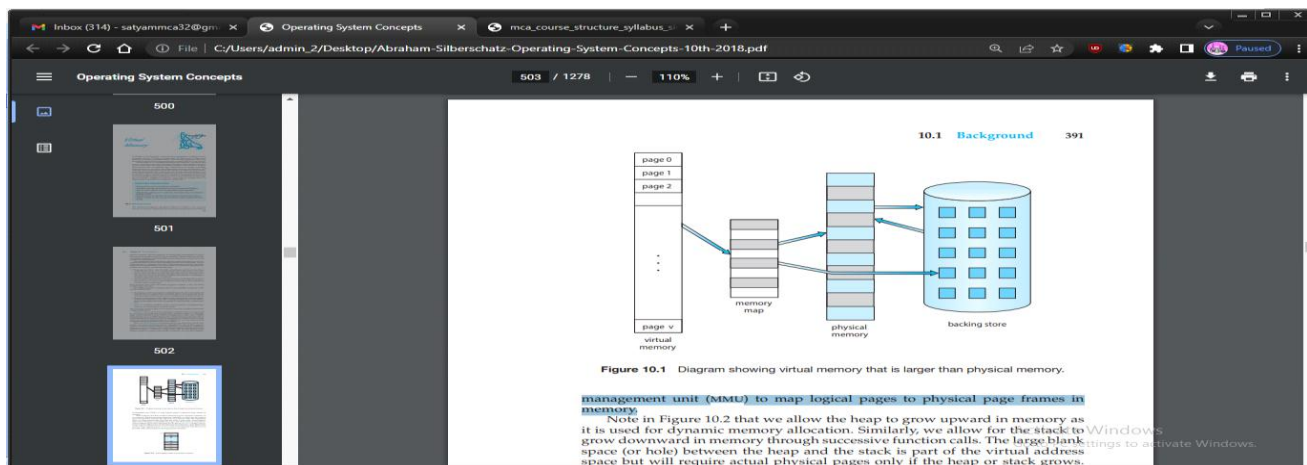 Inbox (314) - satyammca32@gm
Operating System Concepts
mca_course_structure_syllabus_s
File | C:/Users/admin_2/Desktop/Abraham-Silberschatz-Operating-System-Concepts-10th-2018.pdf
Paused
Operating System Concepts
503 / 1278
110%
500
501
502
10.1 Background 391
page 0
page 1
page 2
page v
virtual
memory
memory
map
physical
memory
backing store
Figure 10.1 Diagram showing virtual memory that is larger than physical memory.
management unit (MMU) to map logical pages to physical page frames in
memory.
Note in Figure 10.2 that we allow the heap to grow upward in memory as
it is used for dynamic memory allocation. Similarly, we allow for the stack to
grow downward in memory through successive function calls. The large blank
space (or hole) between the heap and the stack is part of the virtual address
space but will require actual physical pages only if the heap or stack grows.
Windows
settings to activate Windows.